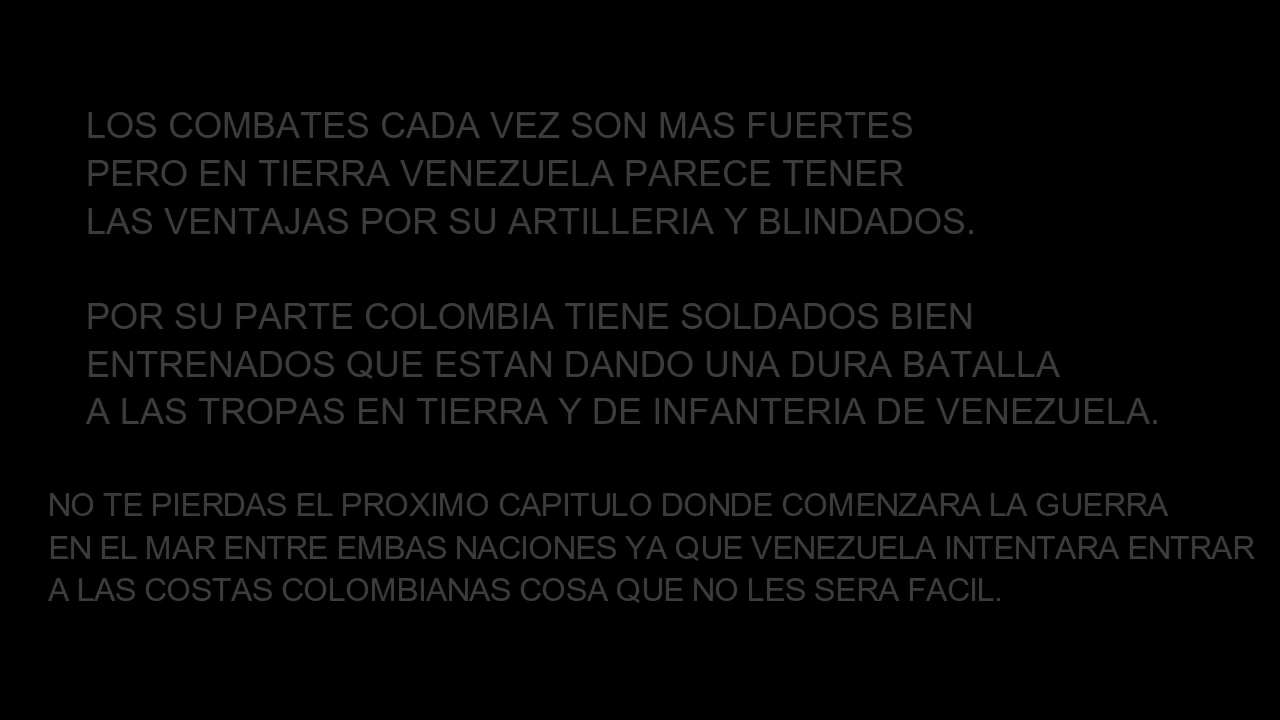 LOS COMBATES CADA VEZ SON MAS FUERTES
PERO EN TIERRA VENEZUELA PARECE TENER
LAS VENTAJAS POR SU ARTILLERIA Y BLINDADOS.
POR SU PARTE COLOMBIA TIENE SOLDADOS BIEN
ENTRENADOS QUE ESTAN DANDO UNA DURA BATALLA
A LAS TROPAS EN TIERRA Y DE INFANTERIA DE VENEZUELA.
NO TE PIERDAS EL PROXIMO CAPITULO DONDE COMENZARA LA GUERRA
EN EL MAR ENTRE EMBAS NACIONES YA QUE VENEZUELA INTENTARA ENTRAR
A LAS COSTAS COLOMBIANAS COSA QUE NO LES SERA FACIL.